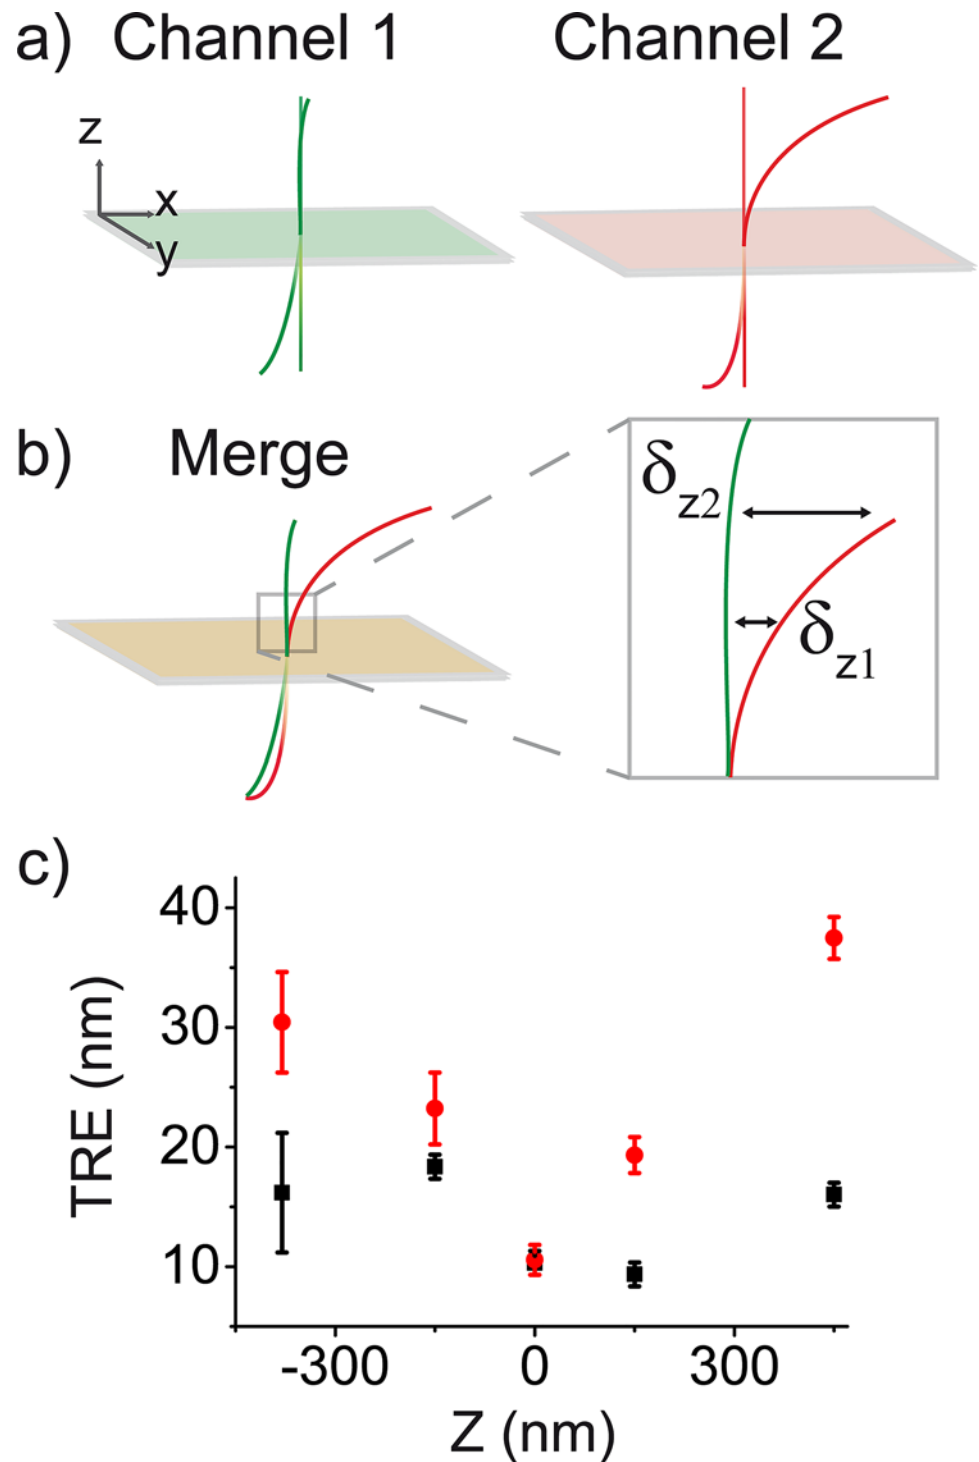 a) Channel 1 Channel 2
z
x
y
b) Merge
δz2
δz1
c)
40
30
20
10
TRE (nm)
-300 0 300
Z (nm)